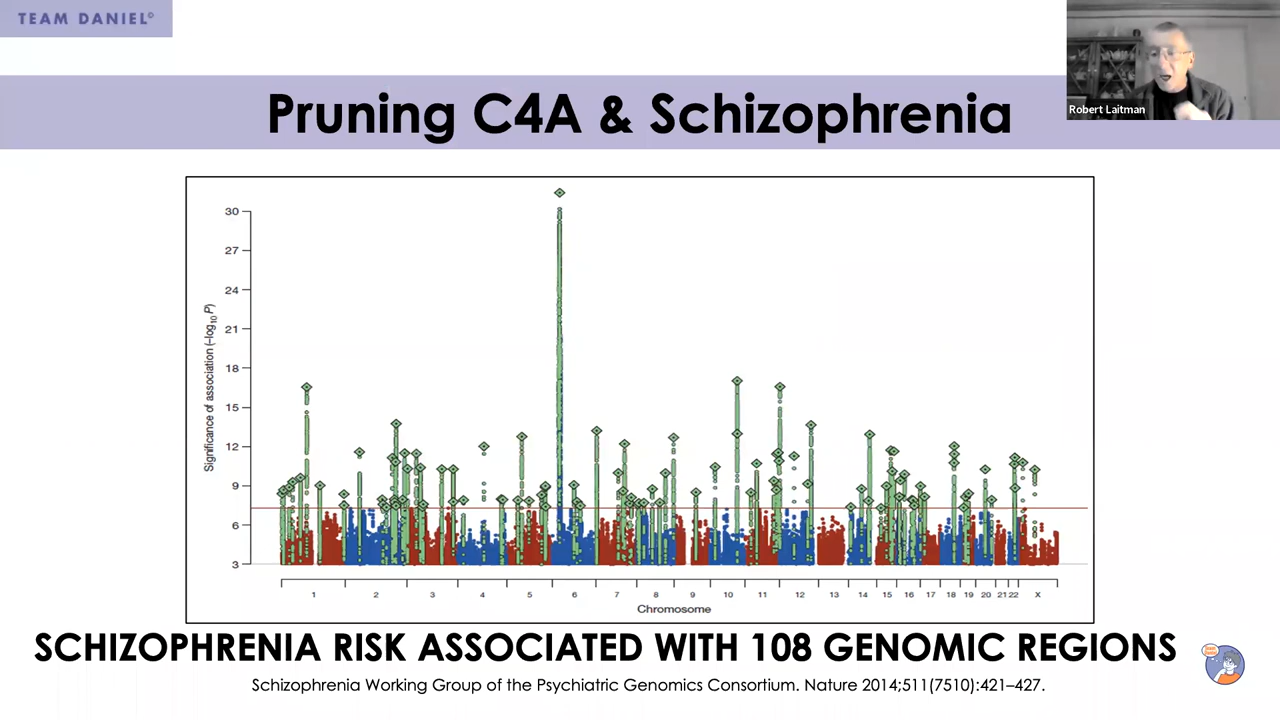 TEAM DANIEL©
Robert Laitman
Pruning C4A & Schizophrenia
Significance of association (–log10 P)
30
27
24
21
18
15
12
9
6
3
1 2 3 4 5 6 7 8 9 10 11 12 13 14 15 16 17 18 19 20 21 22 X
Chromosome
SCHIZOPHRENIA RISK ASSOCIATED WITH 108 GENOMIC REGIONS
Schizophrenia Working Group of the Psychiatric Genomics Consortium. Nature 2014;511(7510):421–427.